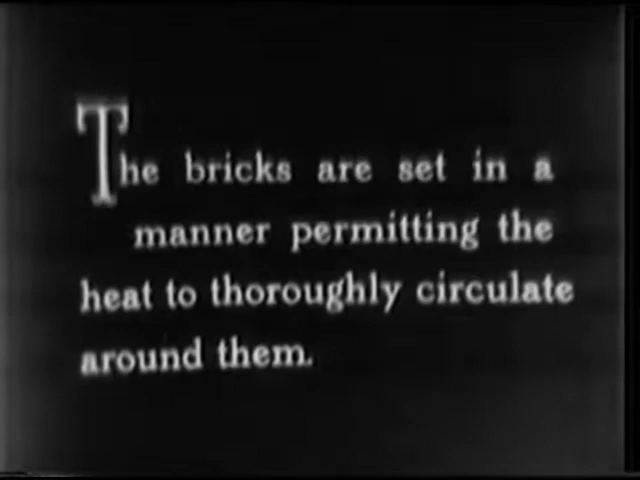 The bricks are set in a
manner permitting the
heat to thoroughly circulate
around them.